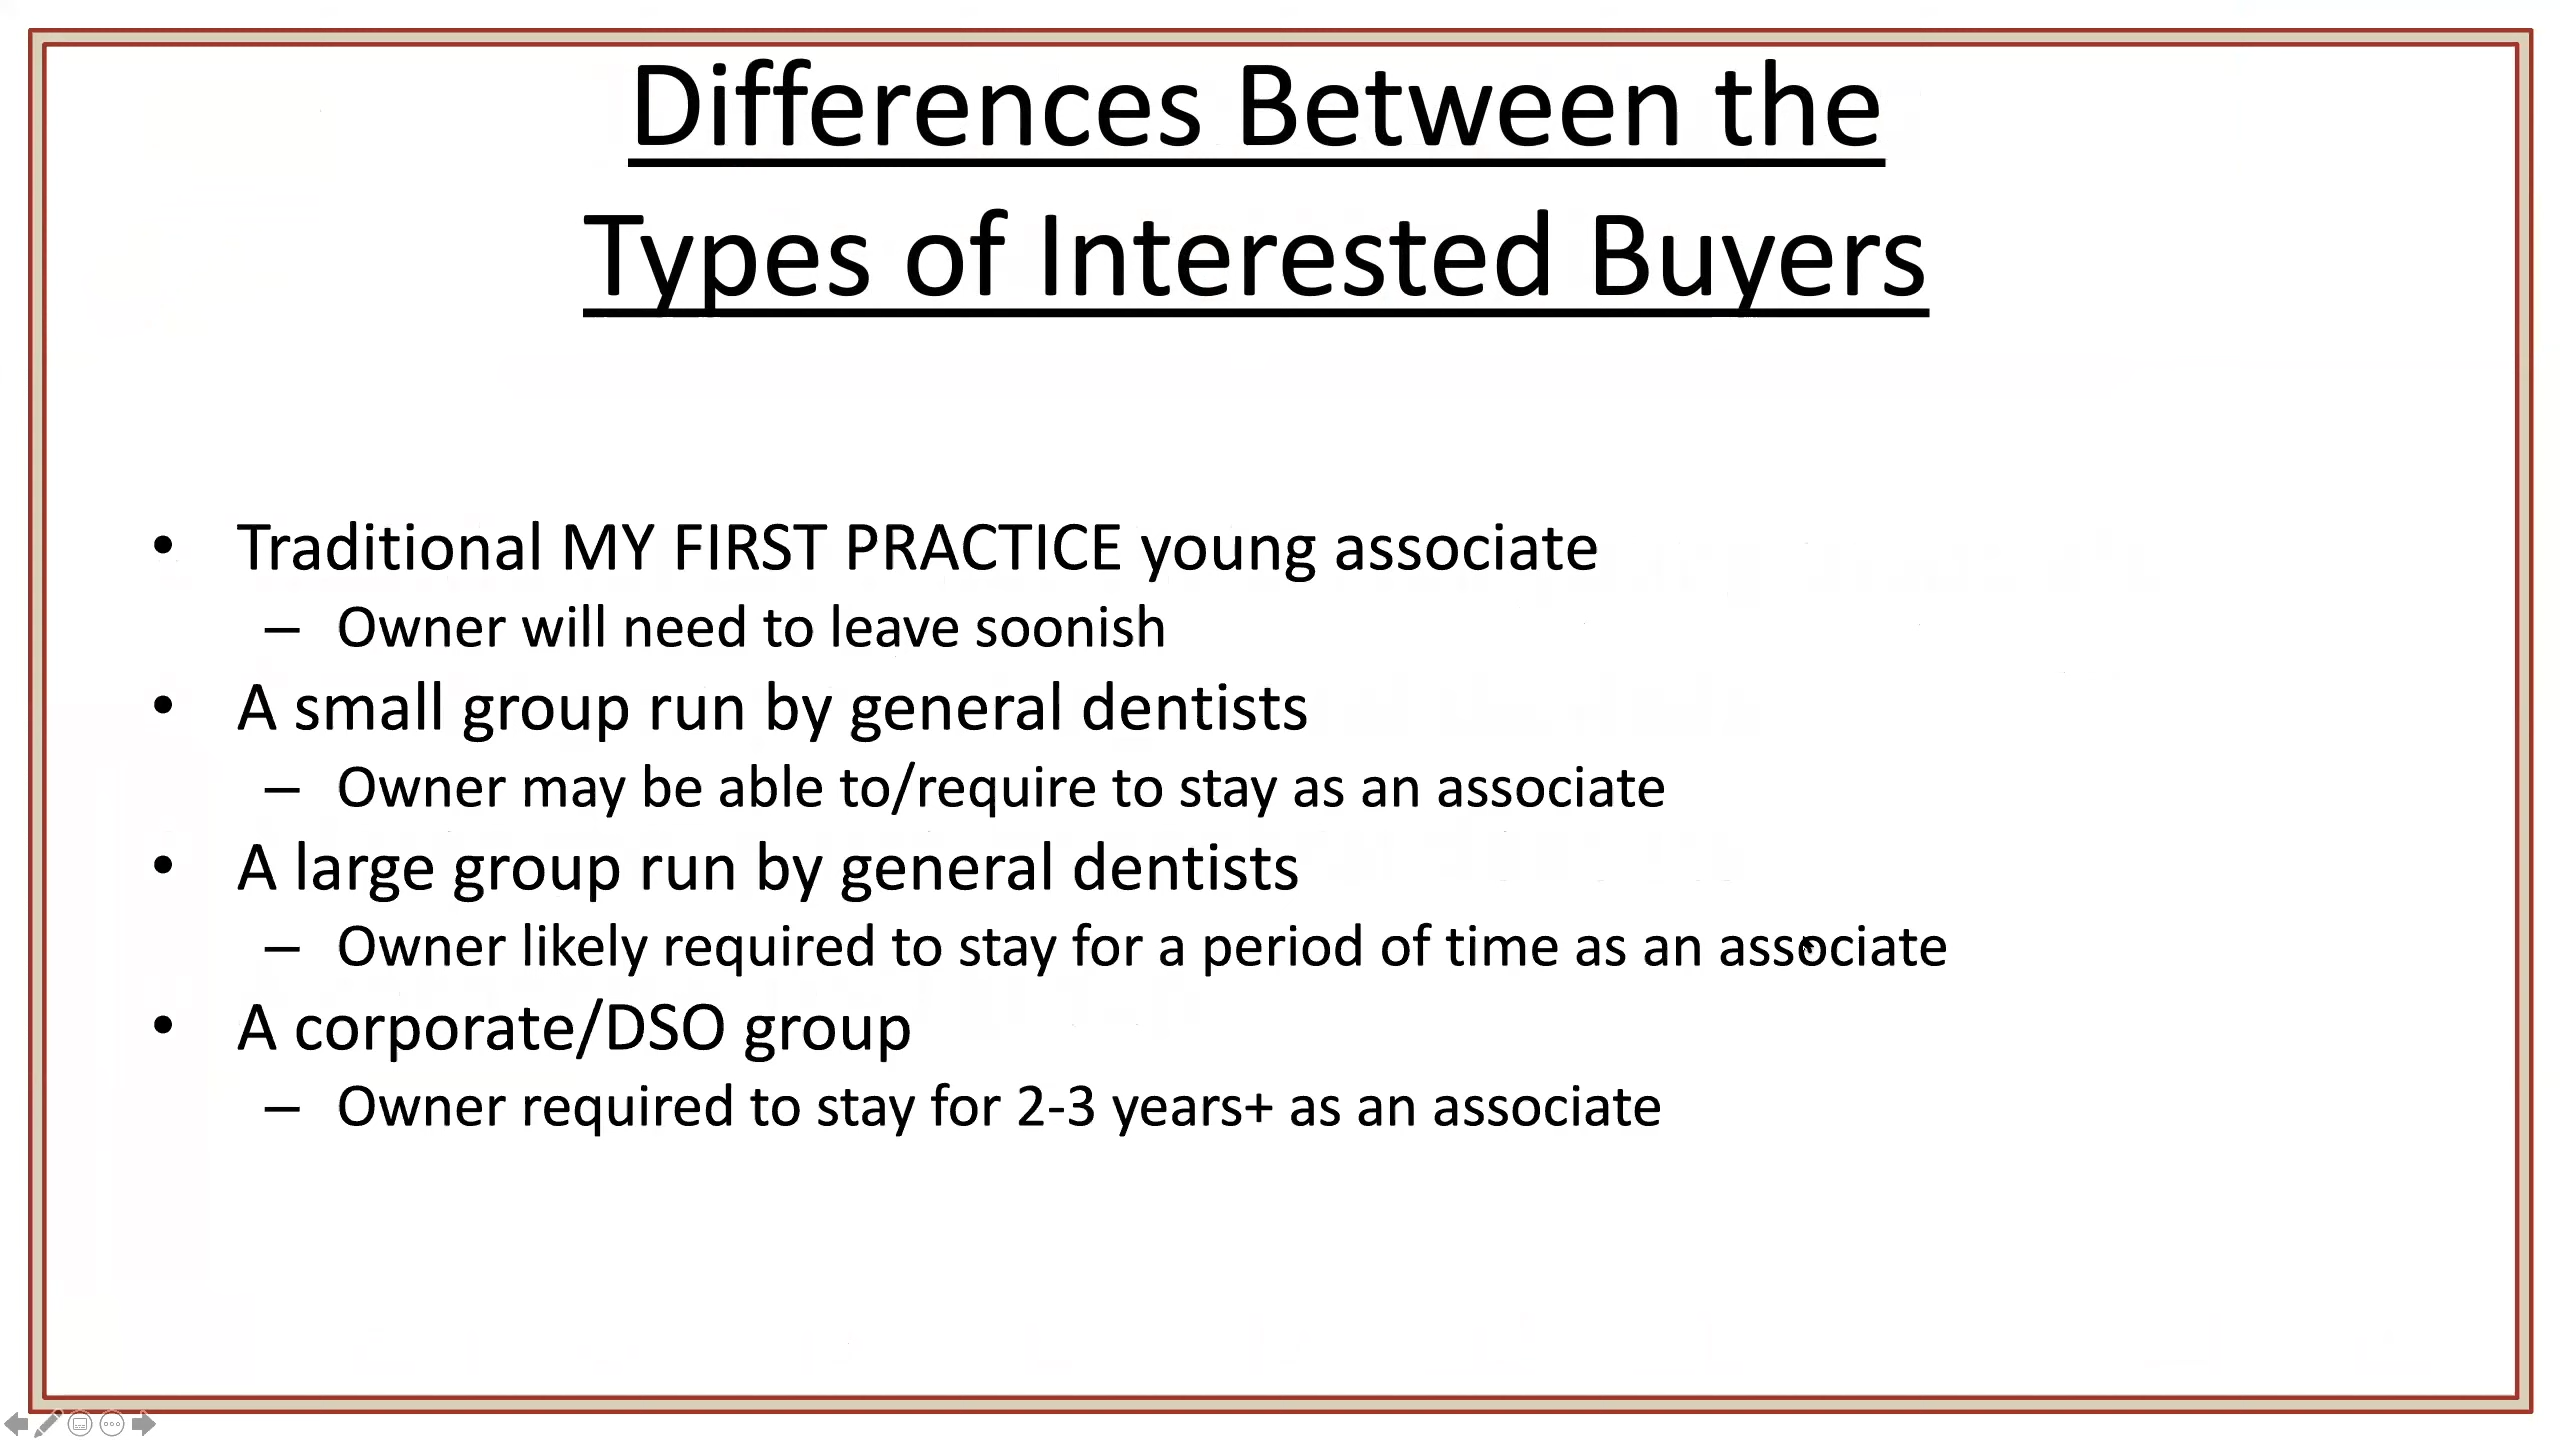 Differences Between the
Types of Interested Buyers
• Traditional MY FIRST PRACTICE young associate
– Owner will need to leave soonish
• A small group run by general dentists
– Owner may be able to/require to stay as an associate
• A large group run by general dentists
– Owner likely required to stay for a period of time as an associate
• A corporate/DSO group
– Owner required to stay for 2-3 years+ as an associate